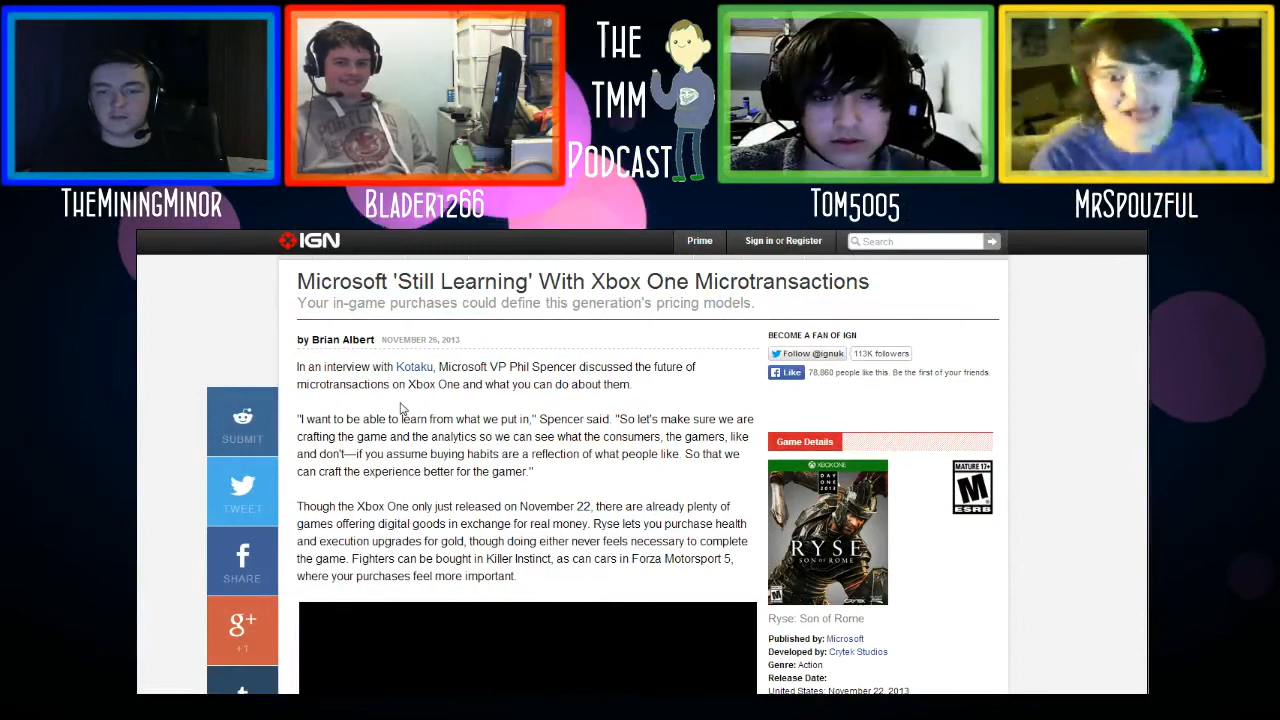 The
TMM
Podcast
TheMiningMinor
Blader1266
Tom5005
MrSpouzful
IGN
Prime
Sign in or Register
Search
Microsoft 'Still Learning' With Xbox One Microtransactions
Your in-game purchases could define this generation's pricing models.
by Brian Albert NOVEMBER 26, 2013
In an interview with Kotaku, Microsoft VP Phil Spencer discussed the future of
microtransactions on Xbox One and what you can do about them.
"I want to be able to learn from what we put in," Spencer said. "So let's make sure we are
crafting the game and the analytics so we can see what the consumers, the gamers, like
and don't—if you assume buying habits are a reflection of what people like. So that we
can craft the experience better for the gamer."
Though the Xbox One only just released on November 22, there are already plenty of
games offering digital goods in exchange for real money. Ryse lets you purchase health
and execution upgrades for gold, though doing either never feels necessary to complete
the game. Fighters can be bought in Killer Instinct, as can cars in Forza Motorsport 5,
where your purchases feel more important.
SUBMIT
TWEET
f
SHARE
g+
+1
t
BECOME A FAN OF IGN
Follow @ignuk 113K followers
Like 78,860 people like this. Be the first of your friends.
Game Details
XBOX ONE
DAY
ONE
2013
RYSE
SON OF ROME
M
CRYTEK
MATURE 17+
M
ESRB
Ryse: Son of Rome
Published by: Microsoft
Developed by: Crytek Studios
Genre: Action
Release Date:
United States: November 22, 2013